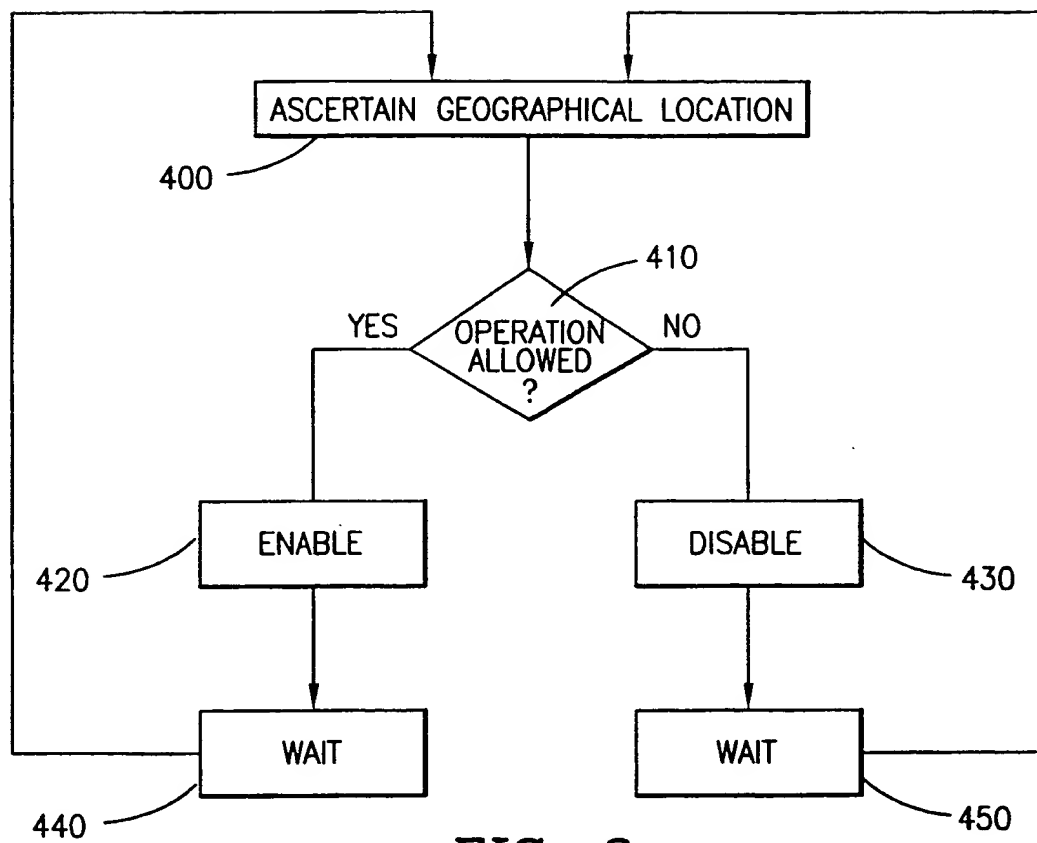 ASCERTAIN GEOGRAPHICAL LOCATION
400
410
YES
OPERATION
ALLOWED
?
NO
ENABLE
420
DISABLE
430
WAIT
440
WAIT
450